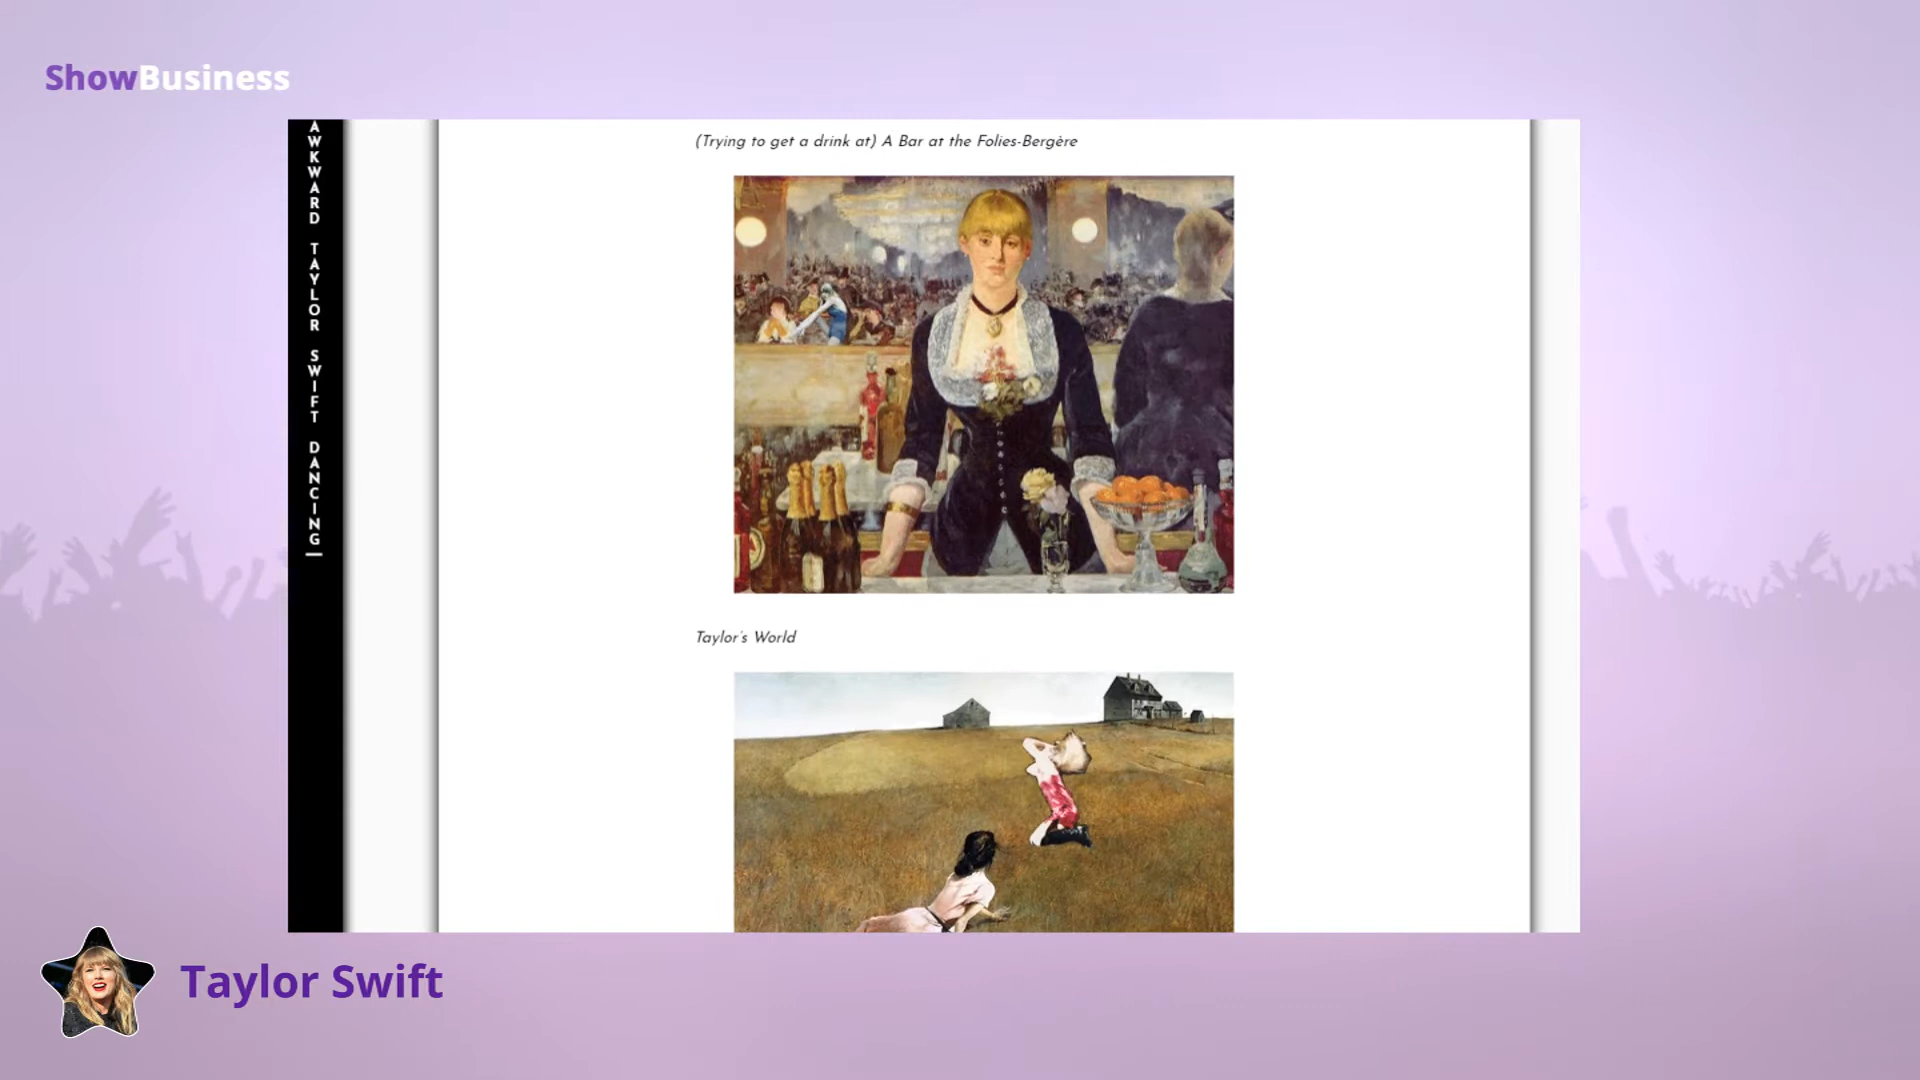 ShowBusiness
AWKWARD TAYLOR SWIFT DANCING
(Trying to get a drink at) A Bar at the Folies-Bergère
Taylor's World
Taylor Swift